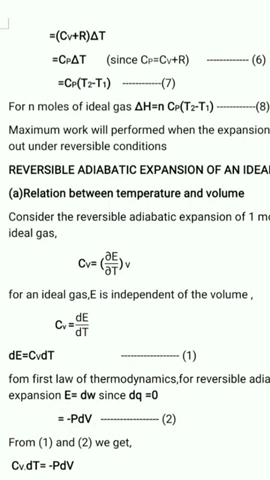 =(Cv+R)ΔT
=CPΔT (since CP=Cv+R) ------------ (6)
=CP(T2-T1) -----------(7)
For n moles of ideal gas ΔH=n CP(T2-T1) -----------(8)
Maximum work will performed when the expansion
out under reversible conditions
REVERSIBLE ADIABATIC EXPANSION OF AN IDEA
(a)Relation between temperature and volume
Consider the reversible adiabatic expansion of 1 mo
ideal gas,
Cv= (∂E/∂T)v
for an ideal gas,E is independent of the volume ,
Cv=dE/dT
dE=CvdT ----------------- (1)
fom first law of thermodynamics,for reversible adia
expansion E= dw since dq =0
= -PdV ----------------- (2)
From (1) and (2) we get,
Cv.dT= -PdV